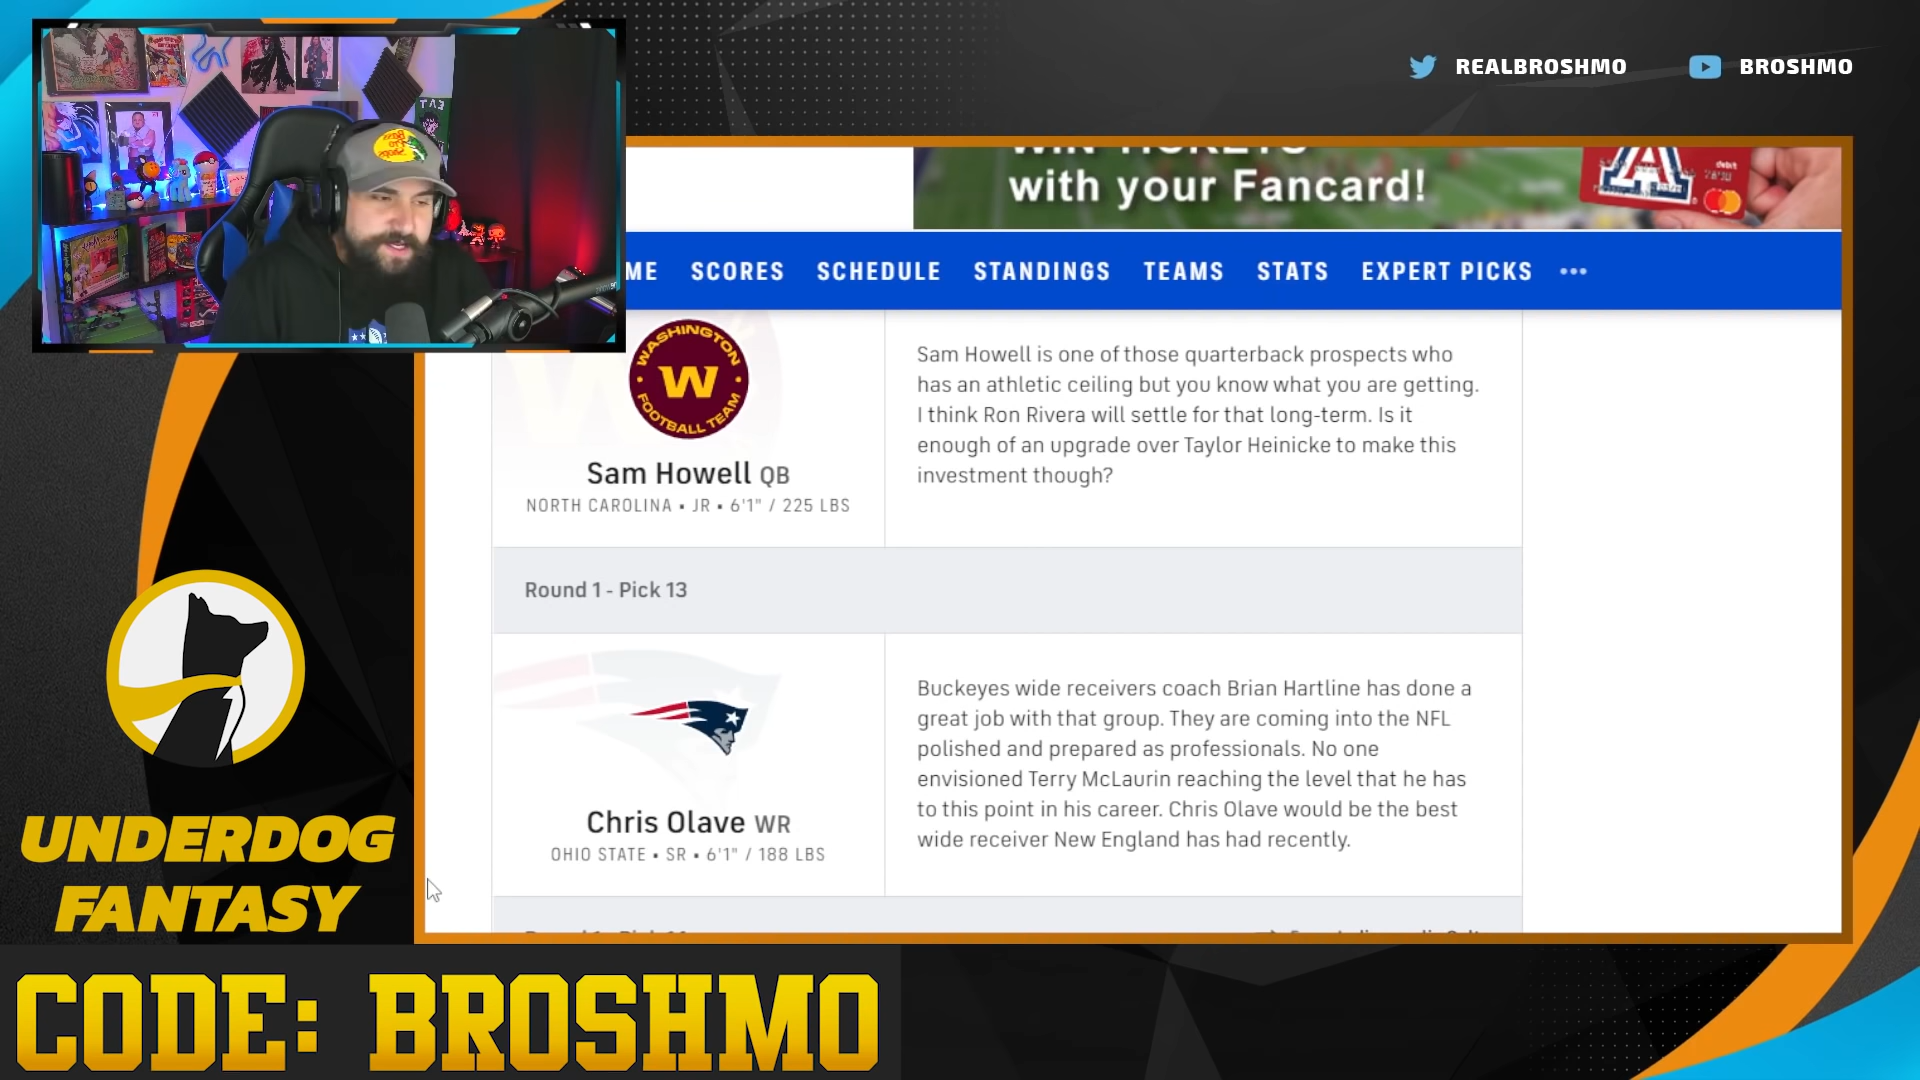 REALBROSHMO
BROSHMO
with your Fancard!
debit
ME SCORES SCHEDULE STANDINGS TEAMS STATS EXPERT PICKS •••
WASHINGTON
W
FOOTBALL TEAM
Sam Howell QB
NORTH CAROLINA • JR • 6'1" / 225 LBS
Sam Howell is one of those quarterback prospects who
has an athletic ceiling but you know what you are getting.
I think Ron Rivera will settle for that long-term. Is it
enough of an upgrade over Taylor Heinicke to make this
investment though?
Round 1 - Pick 13
Chris Olave WR
OHIO STATE • SR • 6'1" / 188 LBS
Buckeyes wide receivers coach Brian Hartline has done a
great job with that group. They are coming into the NFL
polished and prepared as professionals. No one
envisioned Terry McLaurin reaching the level that he has
to this point in his career. Chris Olave would be the best
wide receiver New England has had recently.
UNDERDOG
FANTASY
CODE: BROSHMO